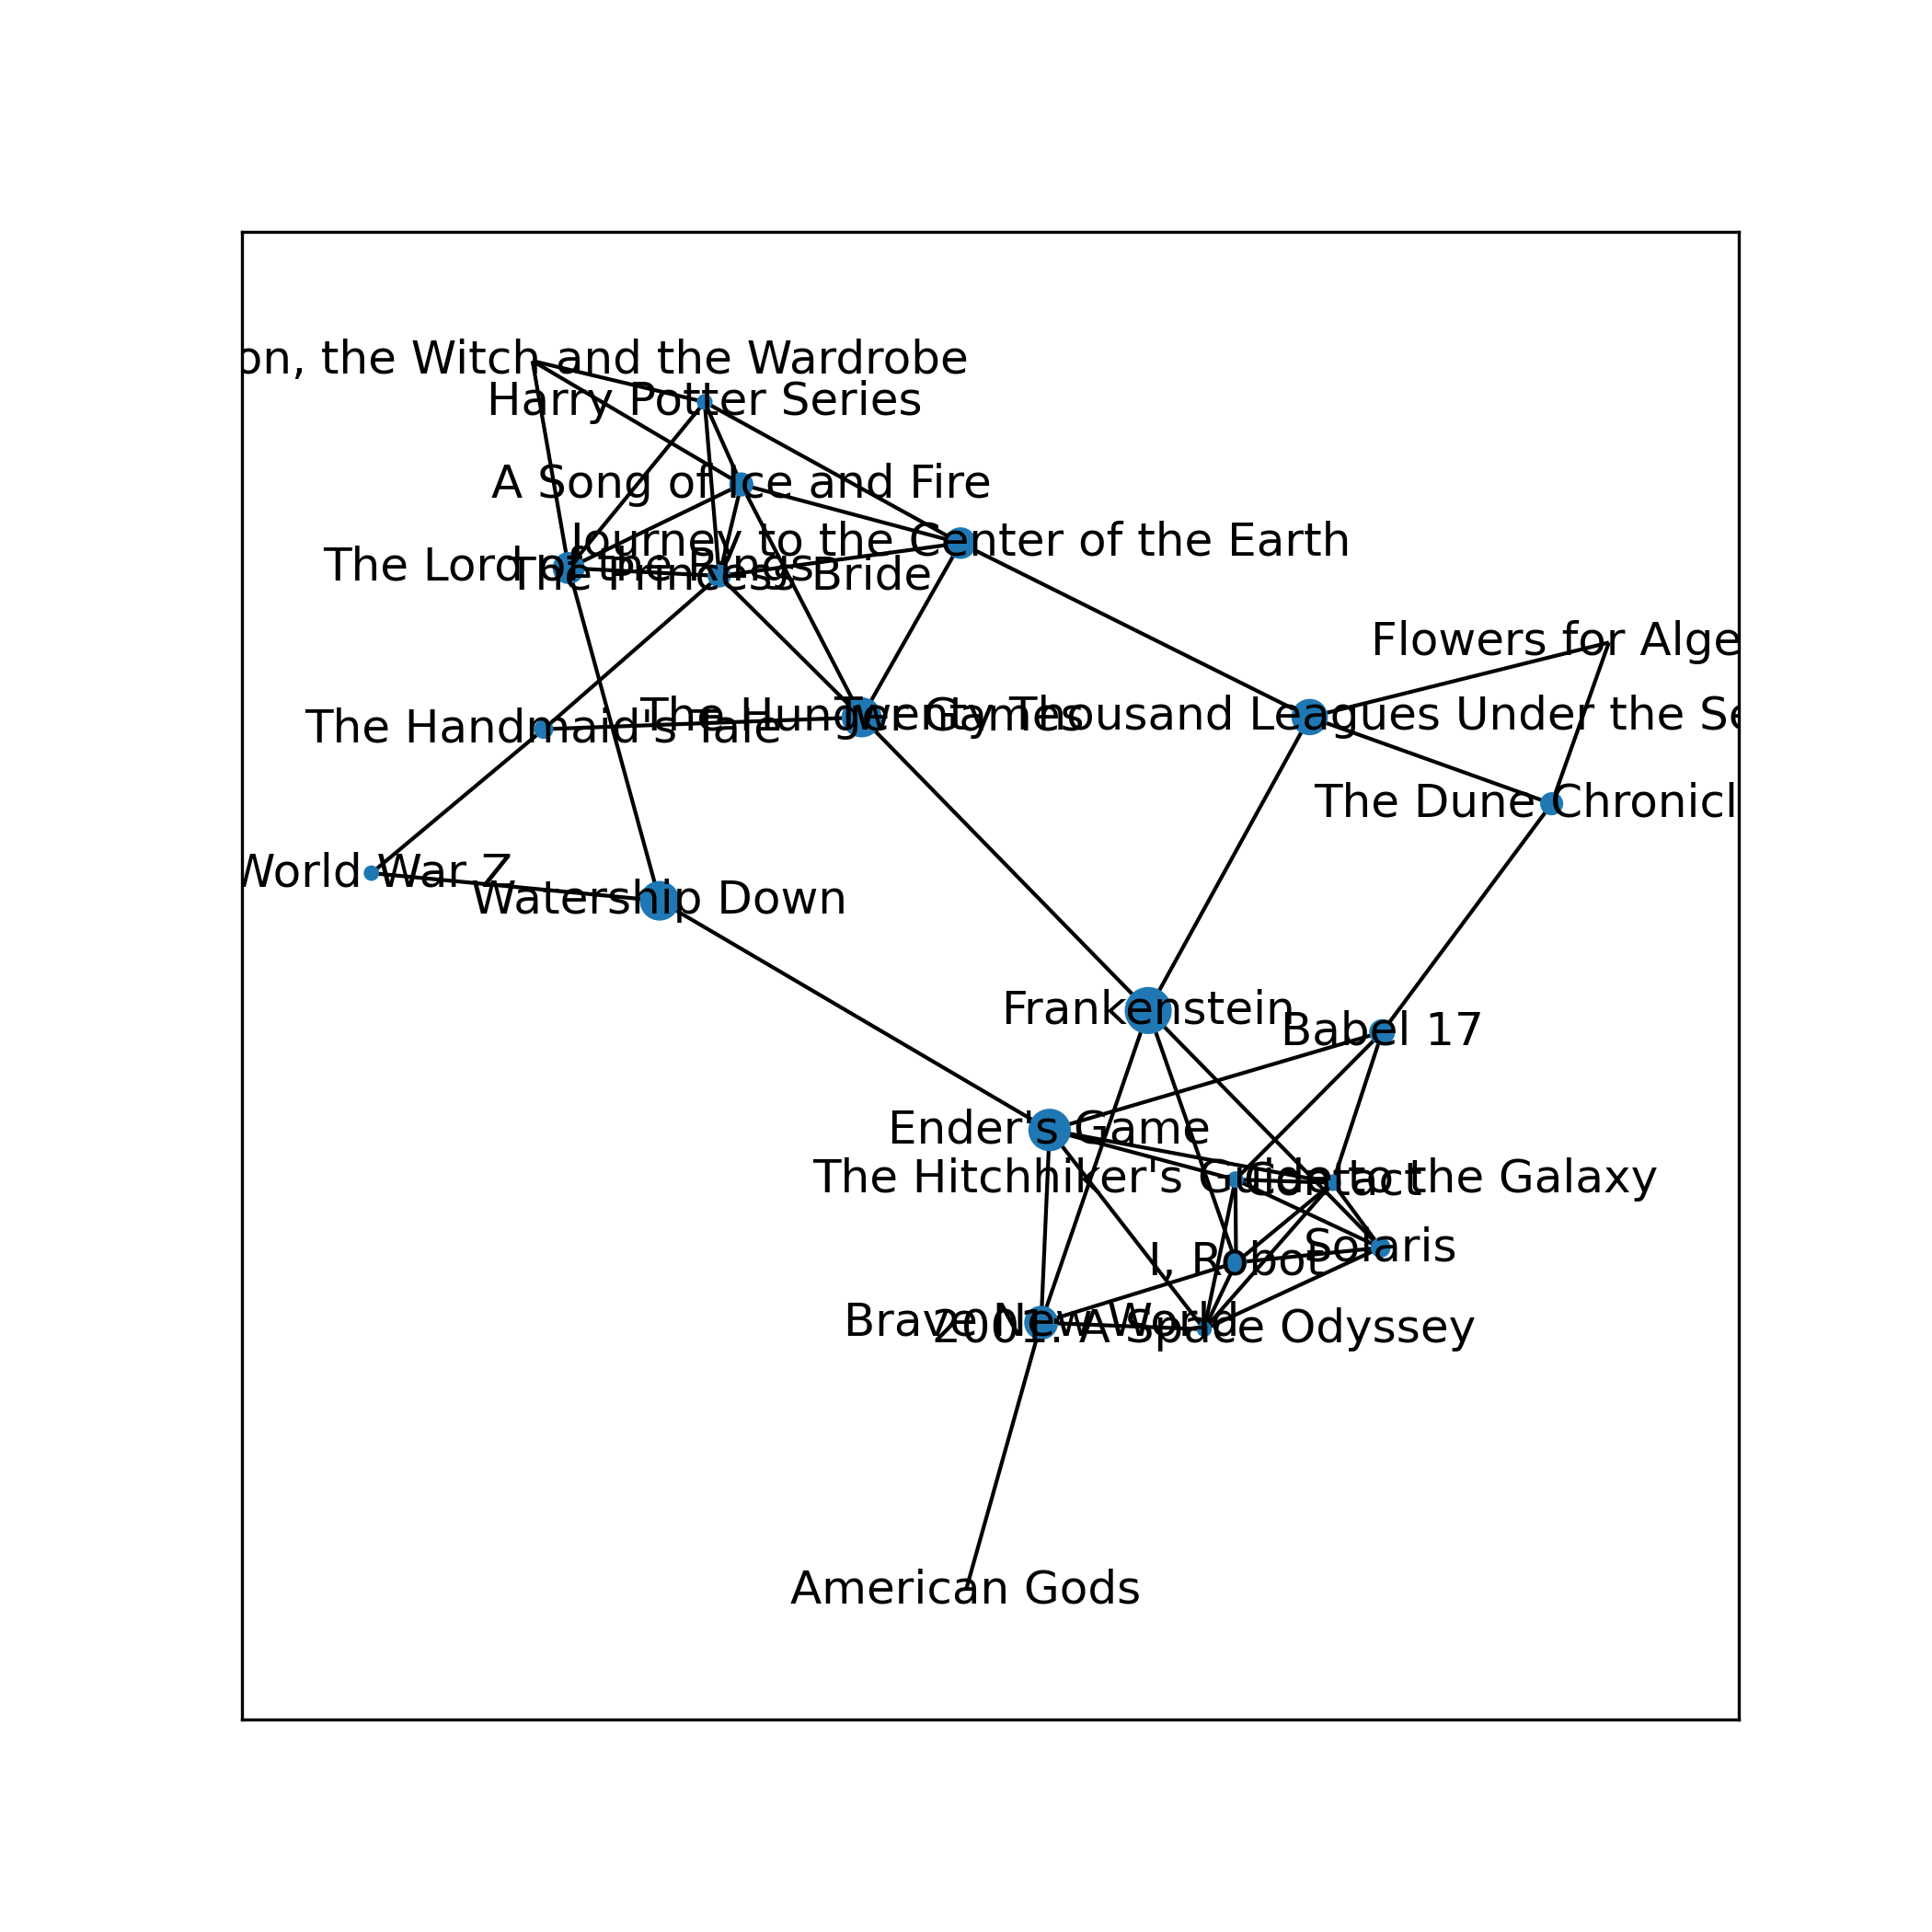 on, the Witch and the Wardrobe
Harry Potter Series
A Song of Ice and Fire
Journey to the Center of the Earth
The Lord of the Rings
The Princess Bride
Flowers for Alge
The Hunger Games
Twenty Thousand Leagues Under the Se
The Handmaid's Tale
The Dune Chronicl
World War Z
Watership Down
Frankenstein
Babel 17
Ender's Game
The Hitchhiker's Guide to the Galaxy
Contact
Solaris
I, Robot
Brave New World
2001: A Space Odyssey
American Gods